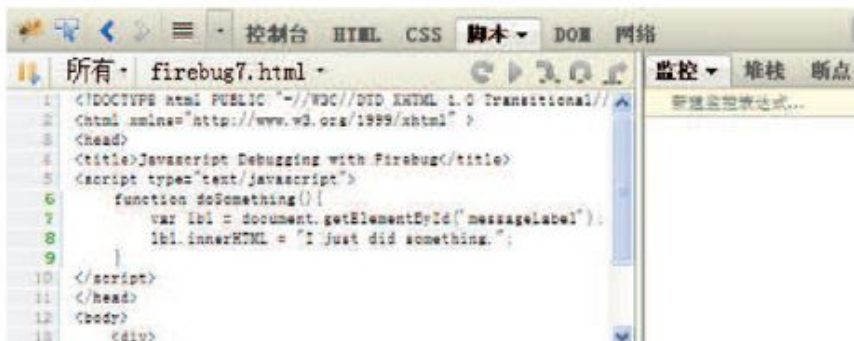 控制台 HTML CSS 脚本 DOM 网络
所有 firebug7.html
监控 堆栈 断点
新建监控表达式...
1 <!DOCTYPE html PUBLIC "-//W3C//DTD XHTML 1.0 Transitional//
2 <html xmlns="http://www.w3.org/1999/xhtml" >
3 <head>
4 <title>Javascript Debugging with Firebug</title>
5 <script type="text/javascript">
6 function doSomething(){
7 var lbl = document.getElementById("messageLabel");
8 lbl.innerHTML = "I just did something.";
9 }
10 </script>
11 </head>
12 <body>
13 <div>